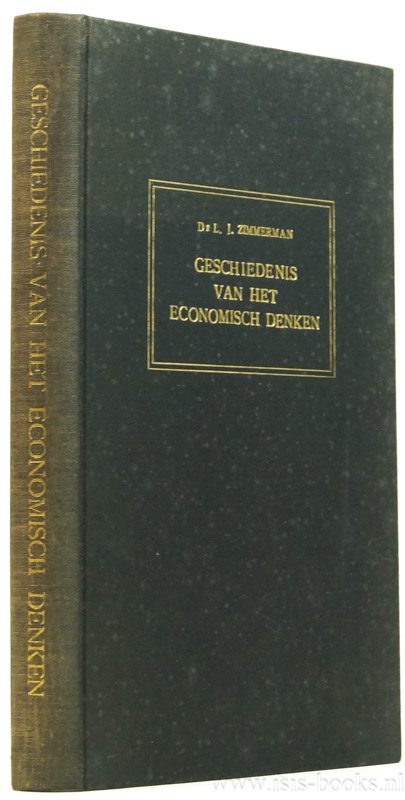 GESCHIEDENIS VAN HET ECONOMISCH DENKEN
Dr L. J. ZIMMERMAN
GESCHIEDENIS
VAN HET
ECONOMISCH DENKEN
www.isis-books.nl